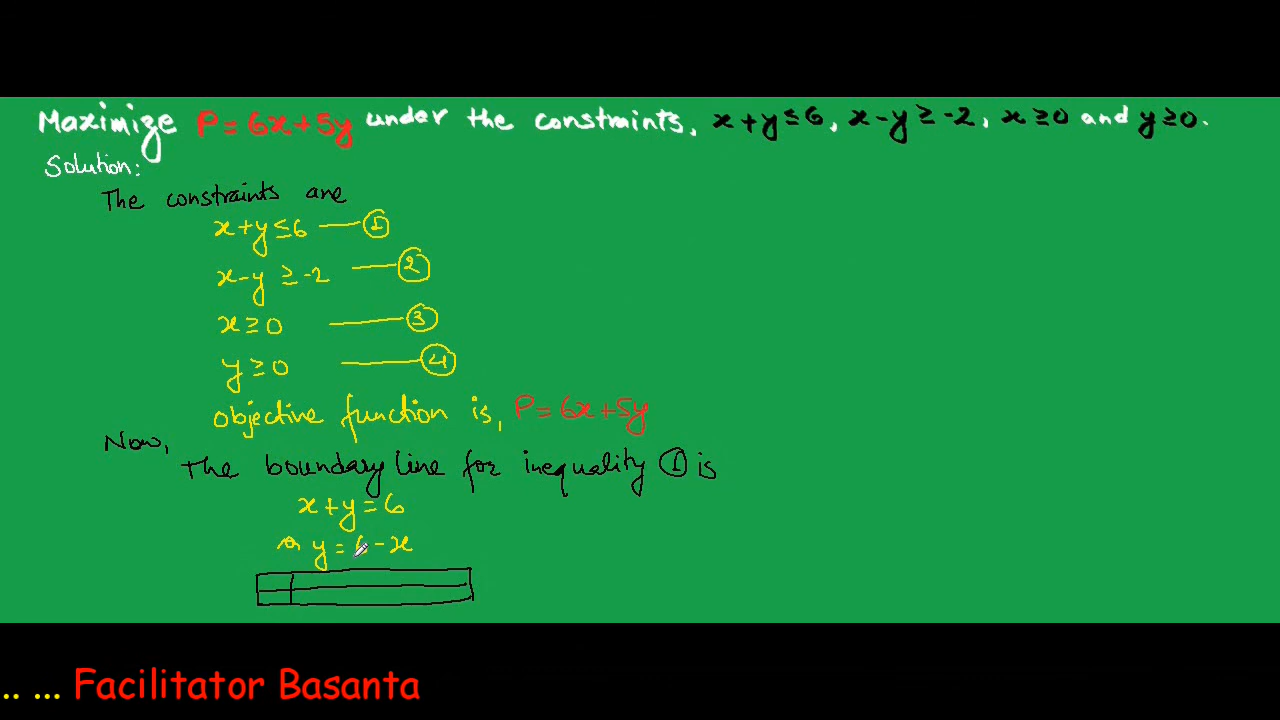 Maximize P = 6x+5y under the constrints, x+y ≤ 6, x-y ≥ -2, x ≥ 0 and y ≥ 0.
Solution:
The constraints are
x+y ≤ 6 — ①
x-y ≥ -2 — ②
x ≥ 0 — ③
y ≥ 0 — ④
objective function is, P = 6x+5y
Now,
The boundary line for inequality ① is
x+y = 6
or y = 6-x
.. ... Facilitator Basanta